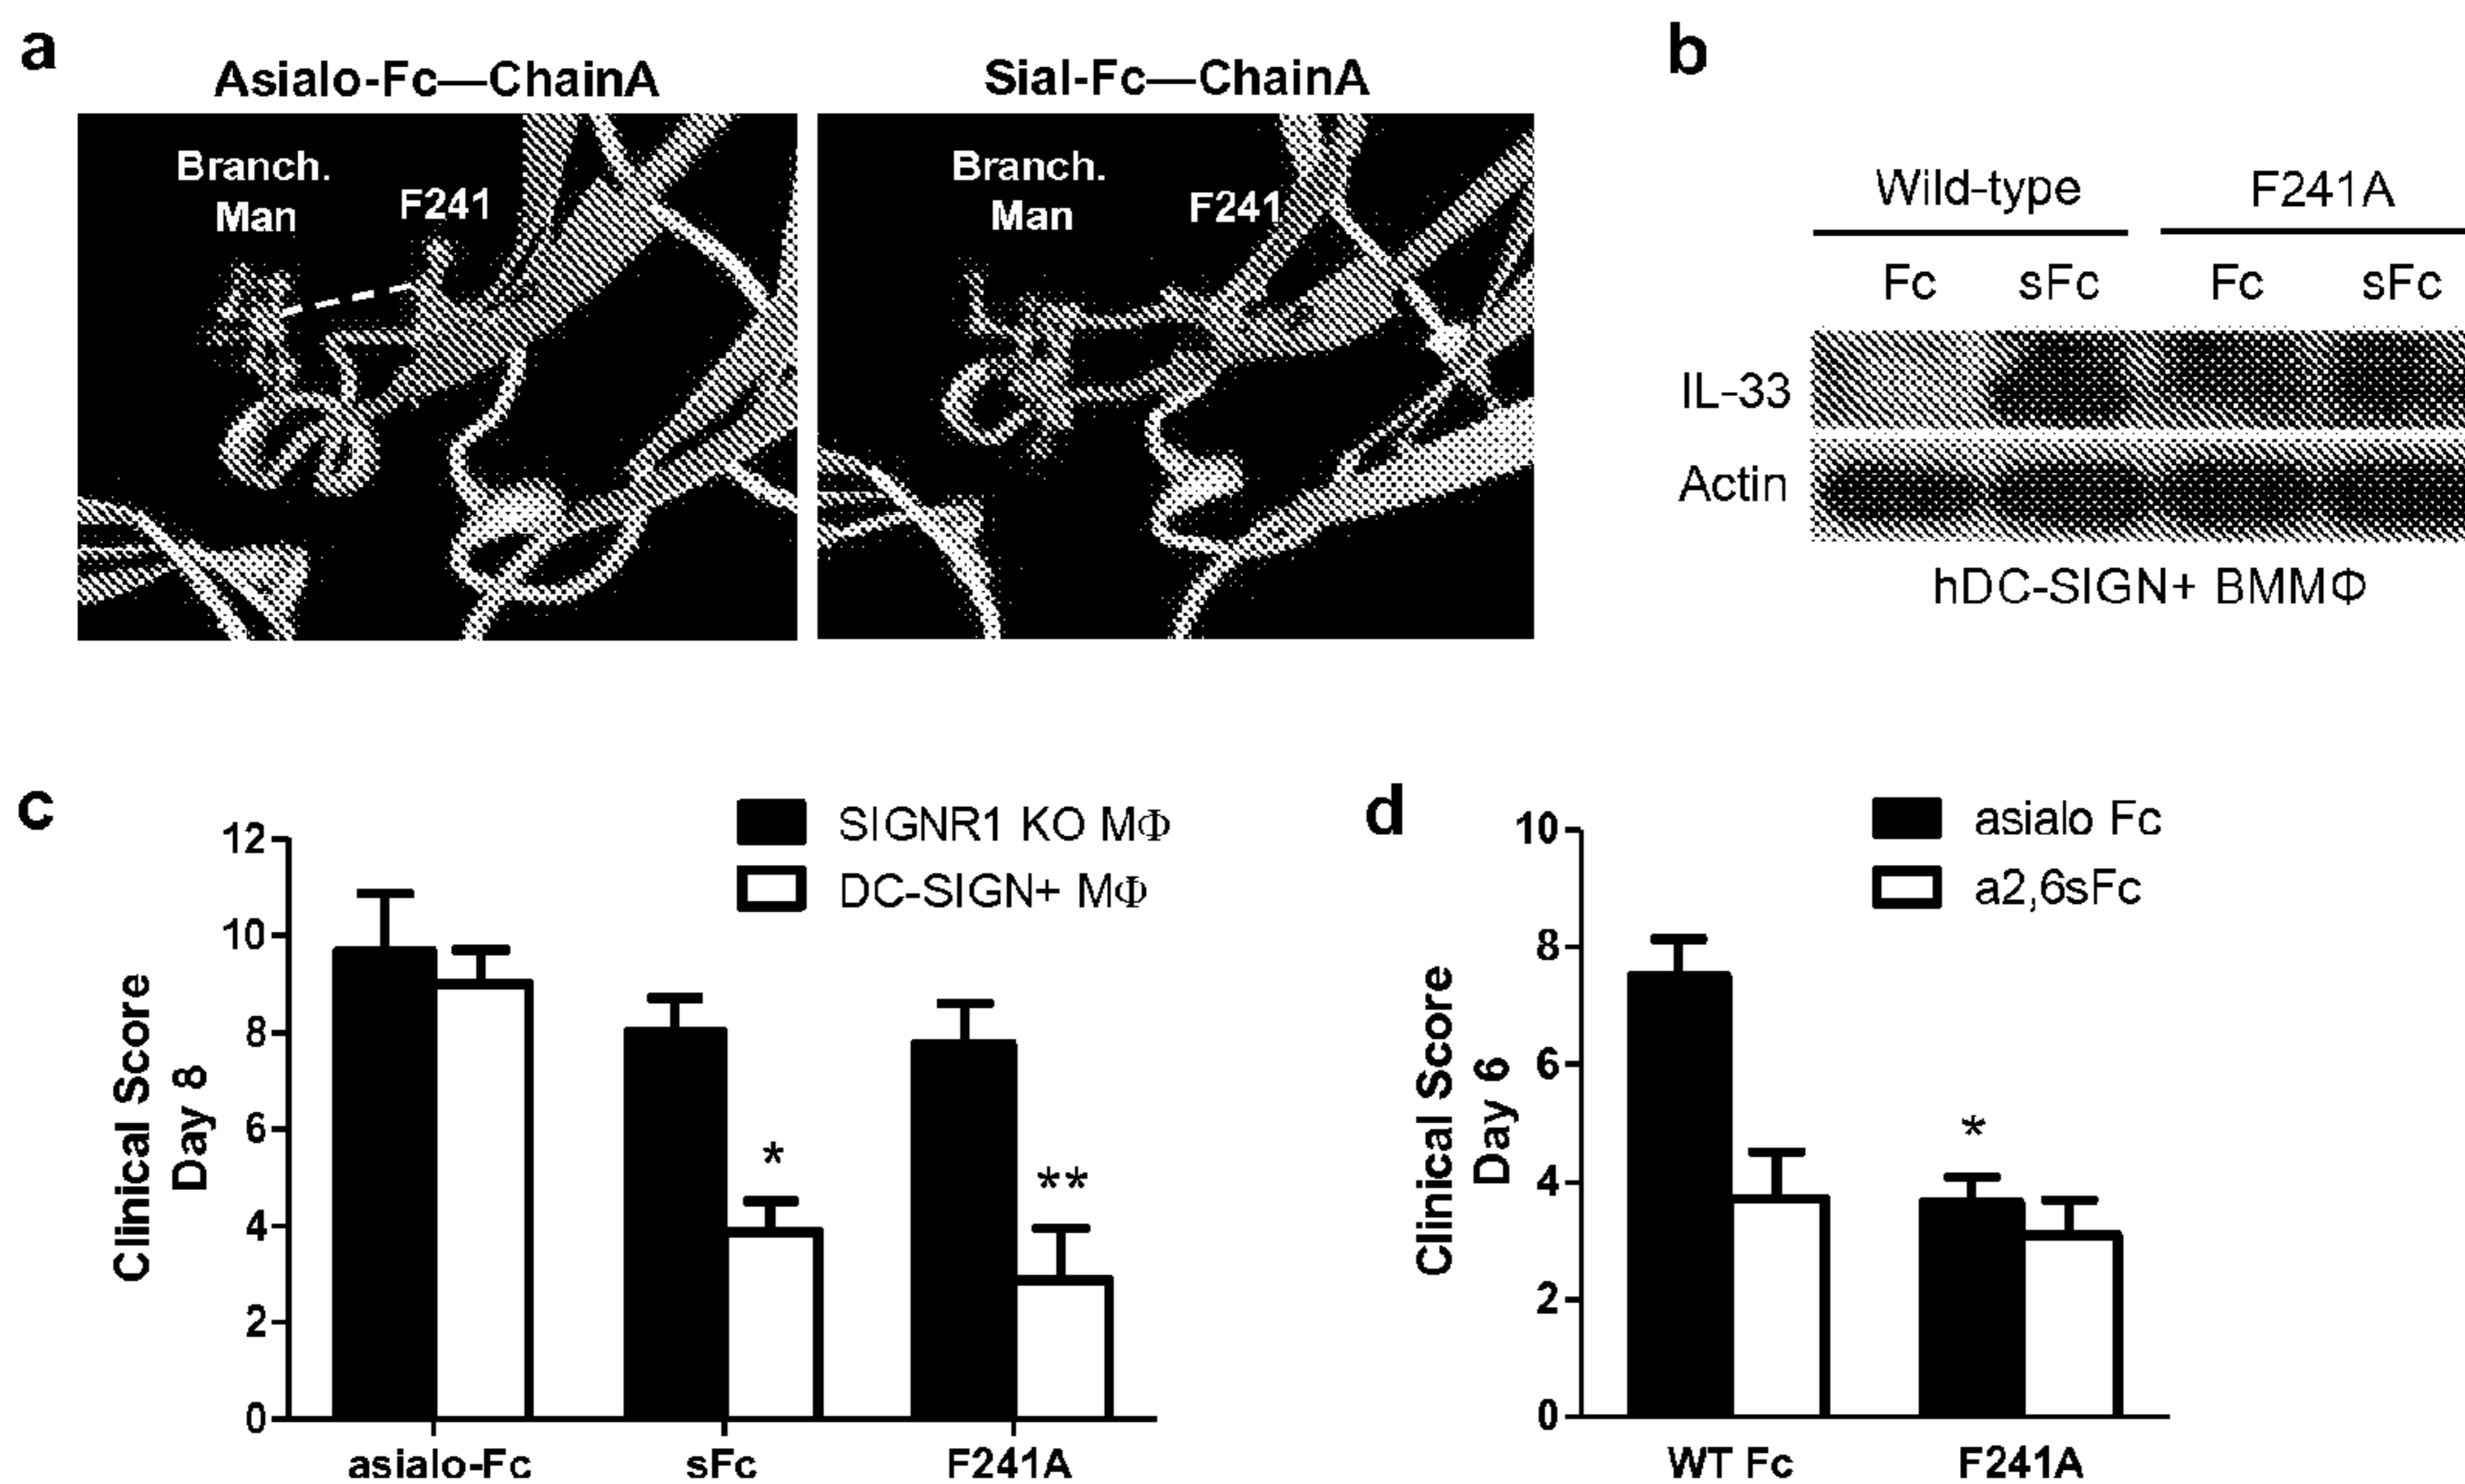 a
Asialo-Fc—ChainA
Branch.
Man
F241
Sial-Fc—ChainA
Branch.
Man
F241
b
Wild-type F241A
Fc sFc Fc sFc
IL-33
Actin
hDC-SIGN+ BMMΦ
c
SIGNR1 KO MΦ
DC-SIGN+ MΦ
Clinical Score
Day 8
12
10
8
6
4
2
0
*
**
asialo-Fc sFc F241A
d
asialo Fc
a2,6sFc
Clinical Score
Day 6
10
8
6
4
2
0
*
WT Fc F241A